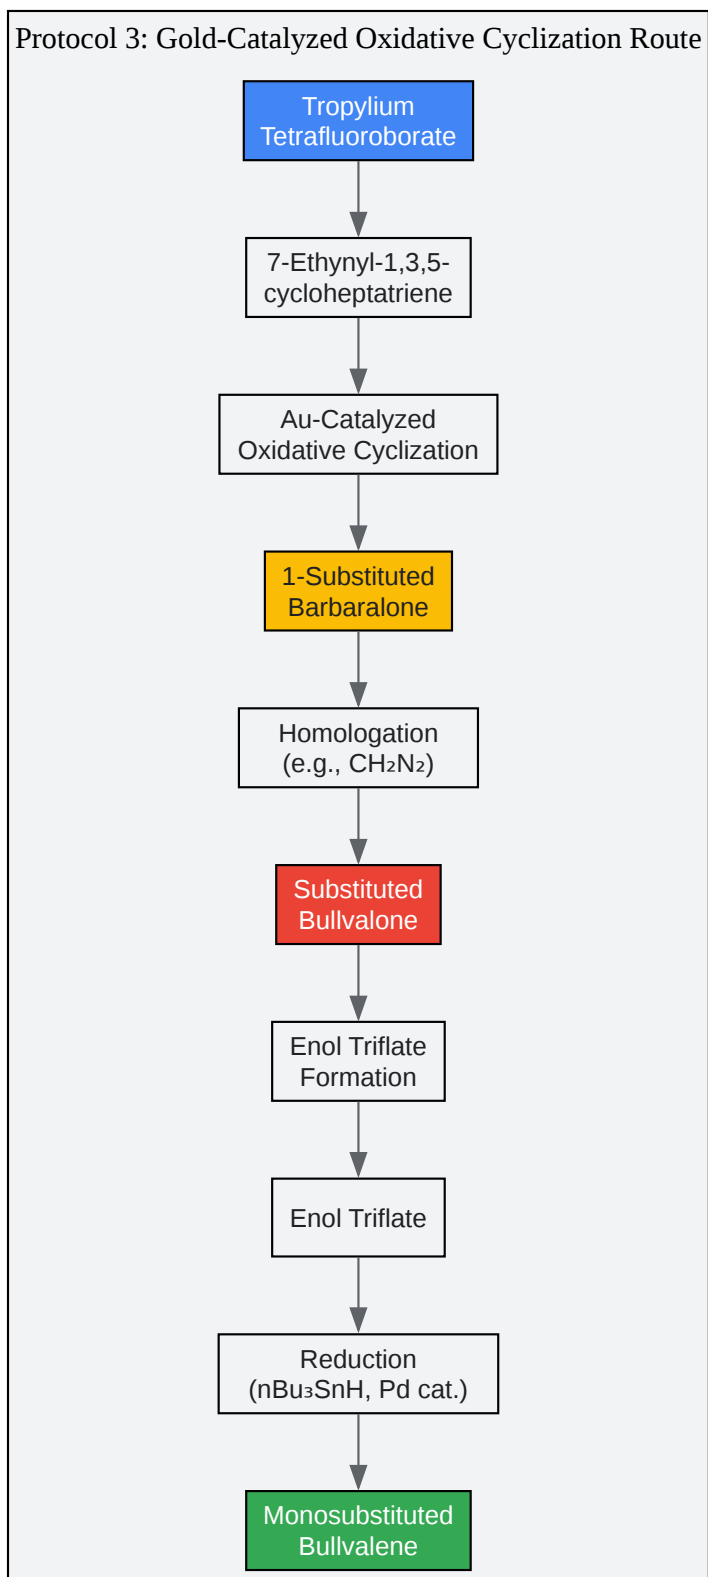 Protocol 3: Gold-Catalyzed Oxidative Cyclization Route
Tropylium
Tetrafluoroborate
7-Ethynyl-1,3,5-
cycloheptatriene
Au-Catalyzed
Oxidative Cyclization
1-Substituted
Barbaralone
Homologation
(e.g., CH₂N₂)
Substituted
Bullvalone
Enol Triflate
Formation
Enol Triflate
Reduction
(nBu₃SnH, Pd cat.)
Monosubstituted
Bullvalene